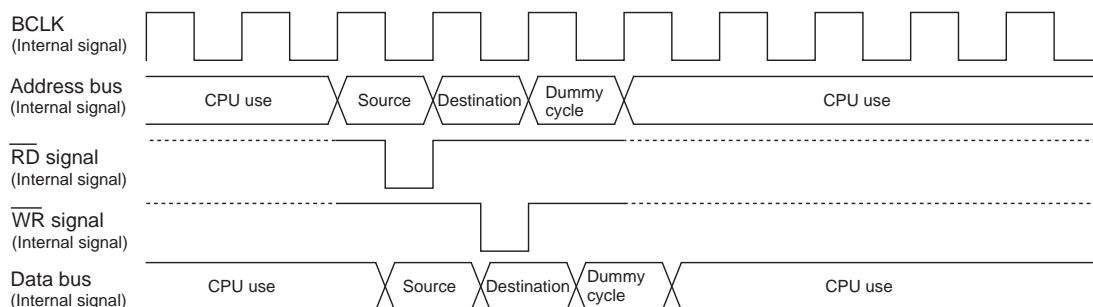 BCLK
(Internal signal)
Address bus
(Internal signal)
CPU use
Source
Destination
Dummy
cycle
CPU use
RD signal
(Internal signal)
WR signal
(Internal signal)
Data bus
(Internal signal)
CPU use
Source
Destination
Dummy
cycle
CPU use